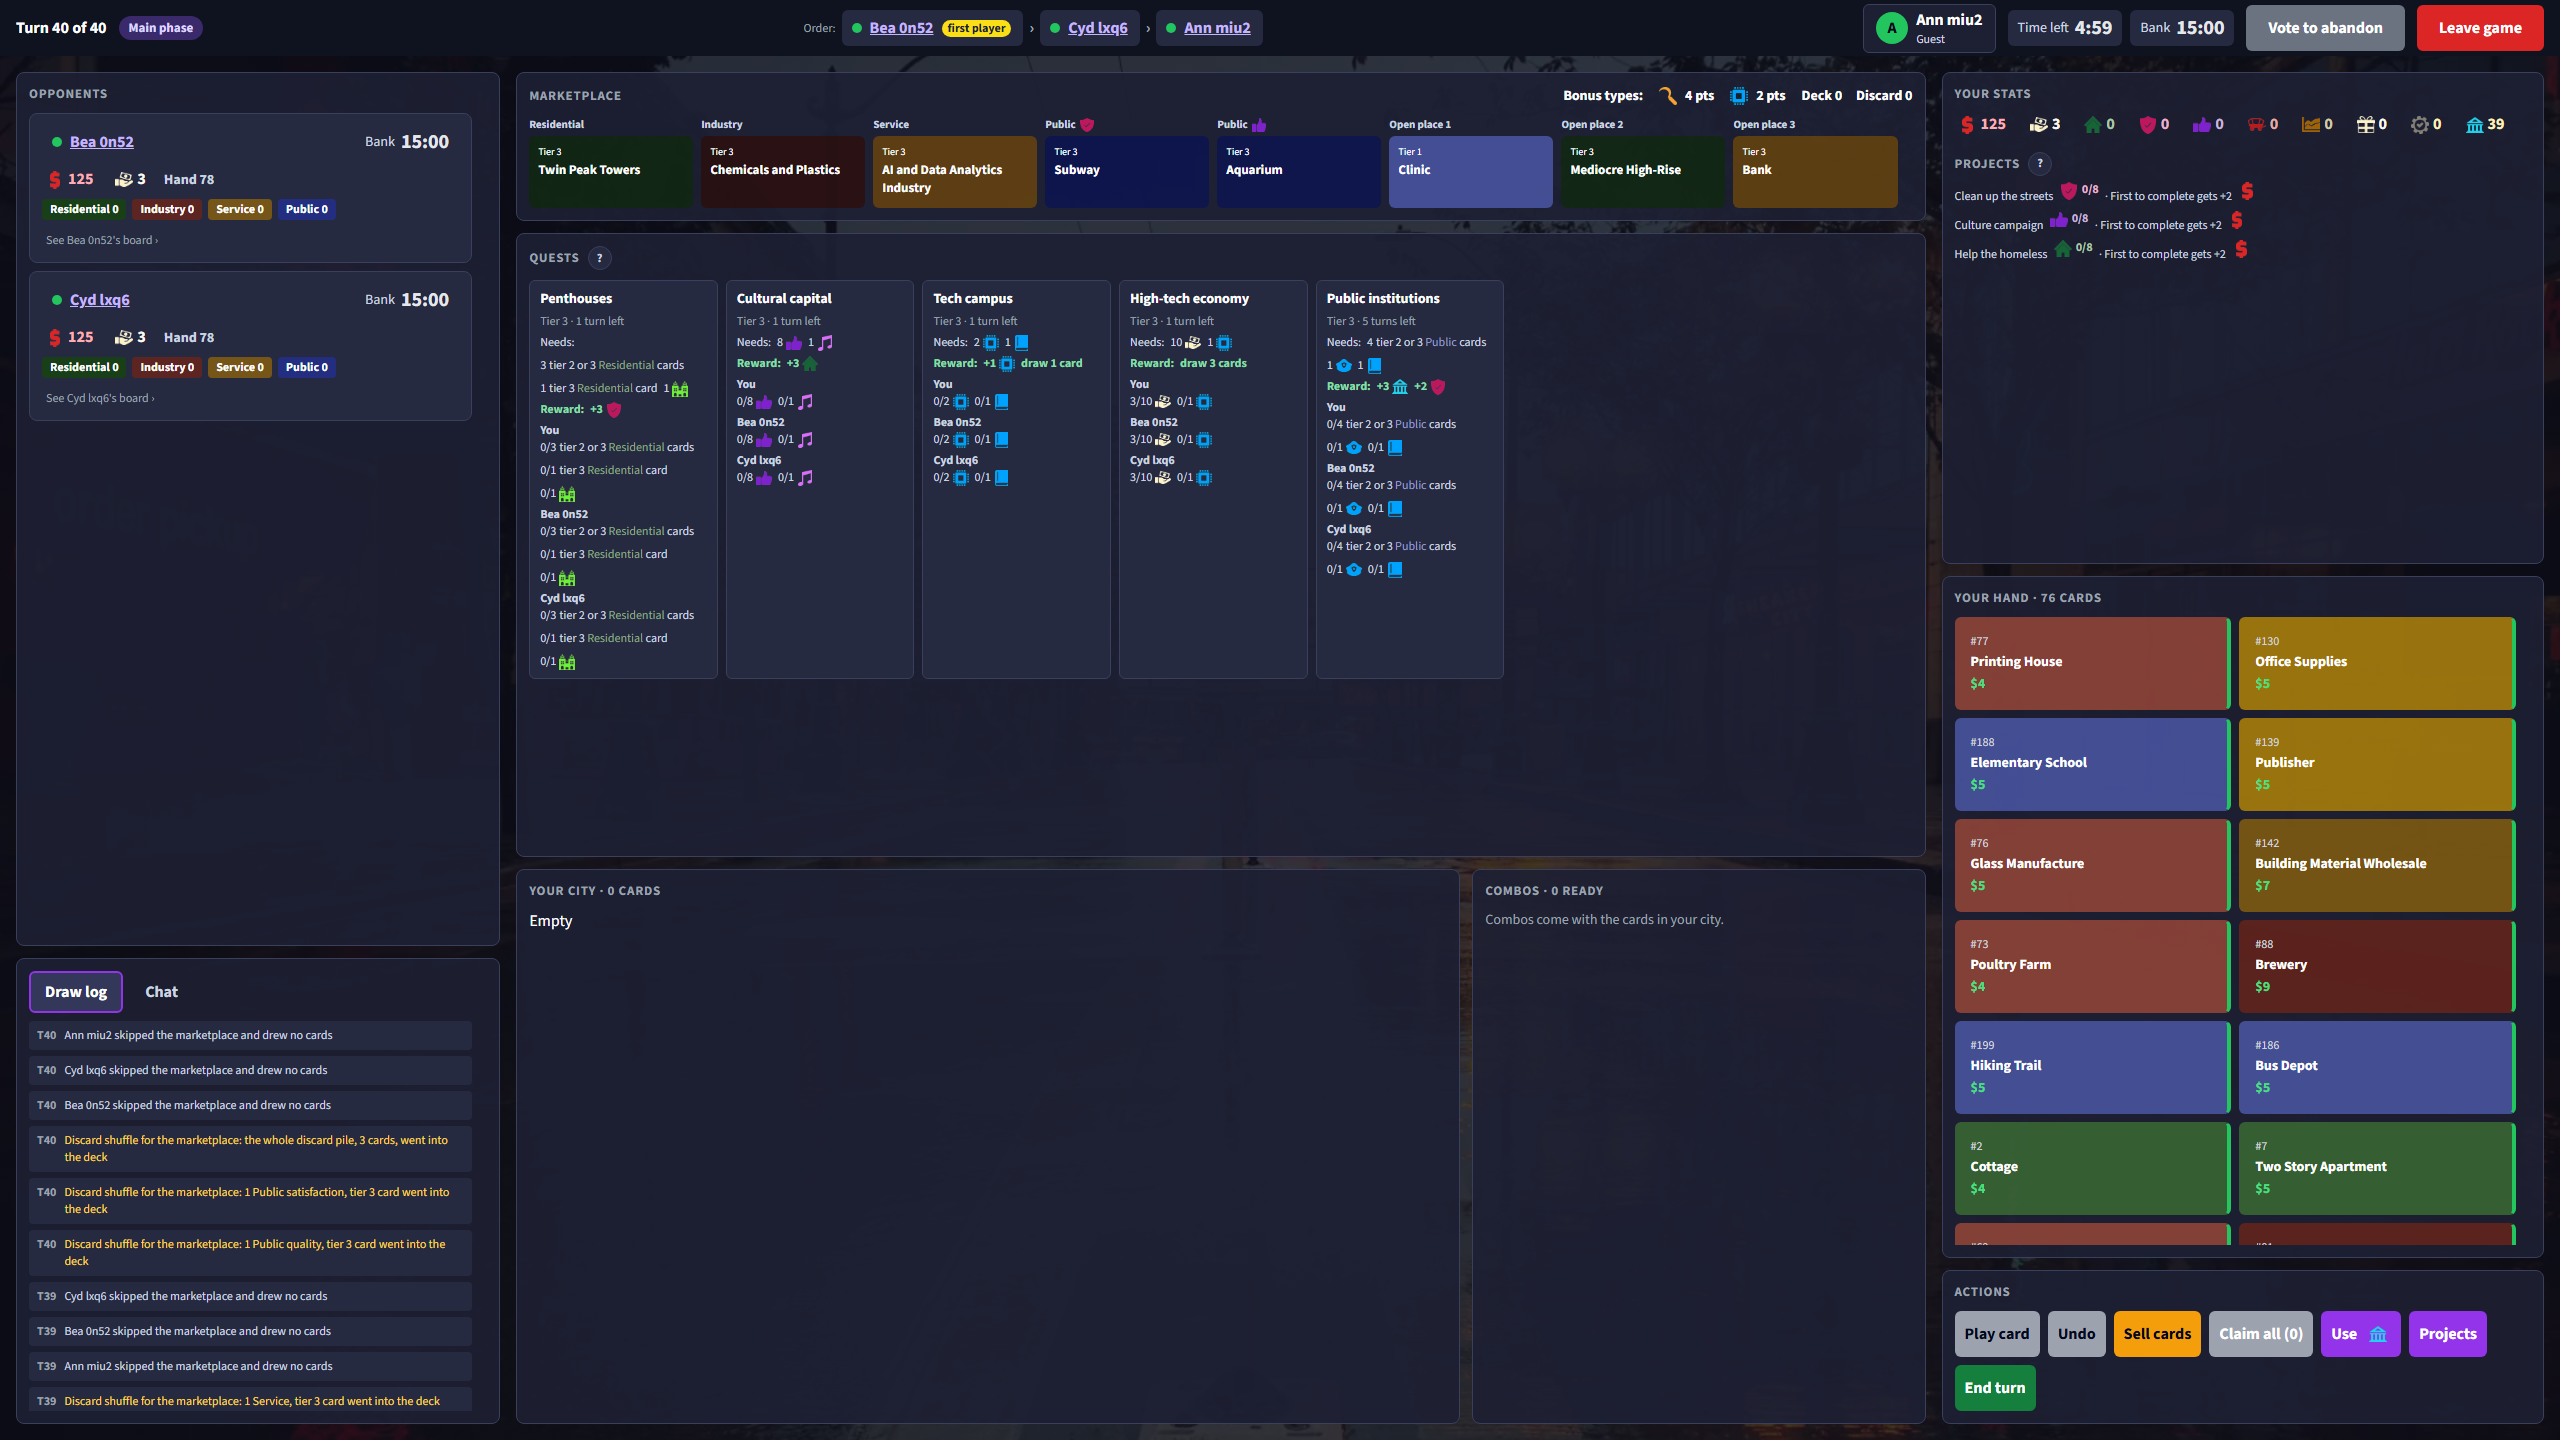 Turn 40 of 40
Main phase
Order:
Bea 0n52
first player
Cyd lxq6
Ann miu2
A
Ann miu2
Guest
Time left 4:59
Bank 15:00
Vote to abandon
Leave game
OPPONENTS
Bea 0n52
Bank 15:00
125
3
Hand 78
Residential 0
Industry 0
Service 0
Public 0
See Bea 0n52's board ›
Cyd lxq6
Bank 15:00
125
3
Hand 78
Residential 0
Industry 0
Service 0
Public 0
See Cyd lxq6's board ›
Draw log
Chat
T40 Ann miu2 skipped the marketplace and drew no cards
T40 Cyd lxq6 skipped the marketplace and drew no cards
T40 Bea 0n52 skipped the marketplace and drew no cards
T40 Discard shuffle for the marketplace: the whole discard pile, 3 cards, went into
the deck
T40 Discard shuffle for the marketplace: 1 Public satisfaction, tier 3 card went into
the deck
T40 Discard shuffle for the marketplace: 1 Public quality, tier 3 card went into the
deck
T39 Cyd lxq6 skipped the marketplace and drew no cards
T39 Bea 0n52 skipped the marketplace and drew no cards
T39 Ann miu2 skipped the marketplace and drew no cards
T39 Discard shuffle for the marketplace: 1 Service, tier 3 card went into the deck
MARKETPLACE
Bonus types: 4 pts 2 pts Deck 0 Discard 0
Residential
Tier 3
Twin Peak Towers
Industry
Tier 3
Chemicals and Plastics
Service
Tier 3
AI and Data Analytics
Industry
Public
Tier 3
Subway
Public
Tier 3
Aquarium
Open place 1
Tier 1
Clinic
Open place 2
Tier 3
Mediocre High-Rise
Open place 3
Tier 3
Bank
QUESTS ?
Penthouses
Tier 3 · 1 turn left
Needs:
3 tier 2 or 3 Residential cards
1 tier 3 Residential card 1
Reward: +3
You
0/3 tier 2 or 3 Residential cards
0/1 tier 3 Residential card
0/1
Bea 0n52
0/3 tier 2 or 3 Residential cards
0/1 tier 3 Residential card
0/1
Cyd lxq6
0/3 tier 2 or 3 Residential cards
0/1 tier 3 Residential card
0/1
Cultural capital
Tier 3 · 1 turn left
Needs: 8 1
Reward: +3
You
0/8 0/1
Bea 0n52
0/8 0/1
Cyd lxq6
0/8 0/1
Tech campus
Tier 3 · 1 turn left
Needs: 2 1
Reward: +1 draw 1 card
You
0/2 0/1
Bea 0n52
0/2 0/1
Cyd lxq6
0/2 0/1
High-tech economy
Tier 3 · 1 turn left
Needs: 10 1
Reward: draw 3 cards
You
3/10 0/1
Bea 0n52
3/10 0/1
Cyd lxq6
3/10 0/1
Public institutions
Tier 3 · 5 turns left
Needs: 4 tier 2 or 3 Public cards
1 1
Reward: +3 +2
You
0/4 tier 2 or 3 Public cards
0/1 0/1
Bea 0n52
0/4 tier 2 or 3 Public cards
0/1 0/1
Cyd lxq6
0/4 tier 2 or 3 Public cards
0/1 0/1
YOUR CITY · 0 CARDS
Empty
COMBOS · 0 READY
Combos come with the cards in your city.
YOUR STATS
125 3 0 0 0 0 0 0 0 39
PROJECTS ?
Clean up the streets 0/8 · First to complete gets +2
Culture campaign 0/8 · First to complete gets +2
Help the homeless 0/8 · First to complete gets +2
YOUR HAND · 76 CARDS
#77
Printing House
$4
#130
Office Supplies
$5
#188
Elementary School
$5
#139
Publisher
$5
#76
Glass Manufacture
$5
#142
Building Material Wholesale
$7
#73
Poultry Farm
$4
#88
Brewery
$9
#199
Hiking Trail
$5
#186
Bus Depot
$5
#2
Cottage
$4
#7
Two Story Apartment
$5
ACTIONS
Play card
Undo
Sell cards
Claim all (0)
Use
Projects
End turn